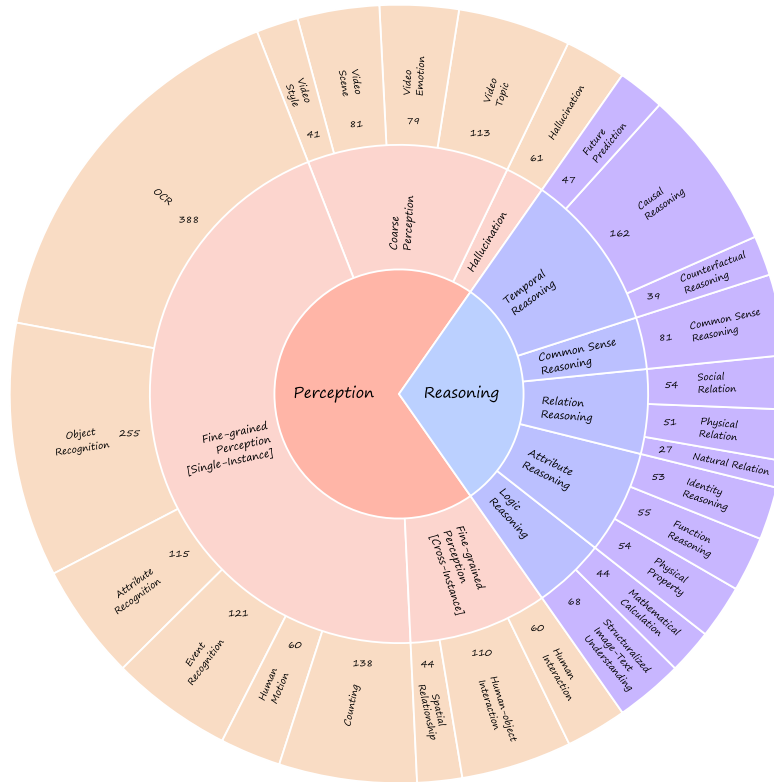 Perception
Reasoning
Coarse
Perception
Hallucination
Temporal
Reasoning
Common Sense
Reasoning
Relation
Reasoning
Attribute
Reasoning
Logic
Reasoning
Fine-grained
Perception
[Cross-Instance]
Fine-grained
Perception
[Single-Instance]
Video
Style
41
Video
Scene
81
Video
Emotion
79
Video
Topic
113
Hallucination
61
Future
Prediction
47
Causal
Reasoning
162
Counterfactual
Reasoning
39
Common Sense
Reasoning
81
Social
Relation
54
Physical
Relation
51
Natural Relation
27
Identity
Reasoning
53
Function
Reasoning
55
Physical
Property
54
Mathematical
Calculation
44
Structuralized
Image-Text
Understanding
68
Human
Interaction
60
Human-object
Interaction
110
Spatial
Relationship
44
Counting
138
Human
Motion
60
Event
Recognition
121
Attribute
Recognition
115
Object
Recognition
255
OCR
388